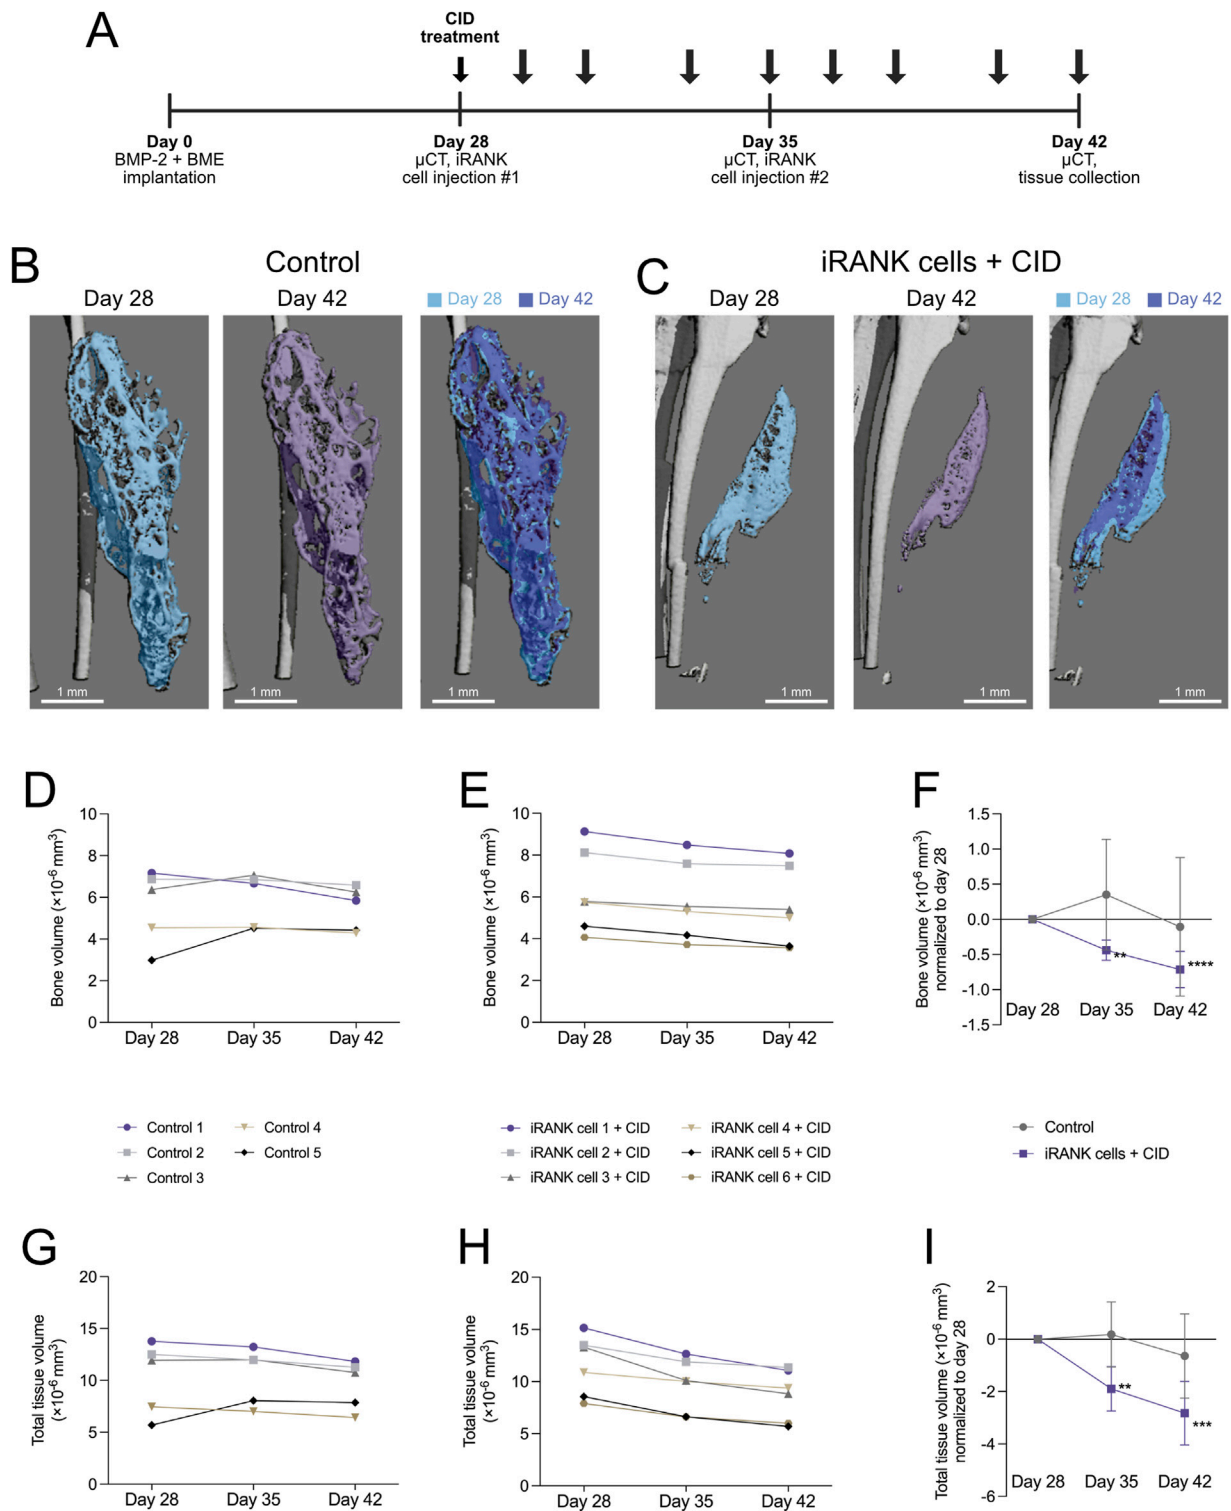 A
CID
treatment
Day 0
BMP-2 + BME
implantation
Day 28
µCT, iRANK
cell injection #1
Day 35
µCT, iRANK
cell injection #2
Day 42
µCT,
tissue collection
B
Control
Day 28
Day 42
Day 28 Day 42
1 mm
1 mm
1 mm
C
iRANK cells + CID
Day 28
Day 42
Day 28 Day 42
1 mm
1 mm
1 mm
D
Bone volume (×10⁻⁶ mm³)
10
8
6
4
2
0
Day 28 Day 35 Day 42
E
Bone volume (×10⁻⁶ mm³)
10
8
6
4
2
0
Day 28 Day 35 Day 42
F
Bone volume (×10⁻⁶ mm³)
normalized to day 28
1.5
1.0
0.5
0.0
-0.5
-1.0
-1.5
**
****
Day 28 Day 35 Day 42
Control 1
Control 2
Control 3
Control 4
Control 5
iRANK cell 1 + CID
iRANK cell 2 + CID
iRANK cell 3 + CID
iRANK cell 4 + CID
iRANK cell 5 + CID
iRANK cell 6 + CID
Control
iRANK cells + CID
G
Total tissue volume
(×10⁻⁶ mm³)
20
15
10
5
0
Day 28 Day 35 Day 42
H
Total tissue volume
(×10⁻⁶ mm³)
20
15
10
5
0
Day 28 Day 35 Day 42
I
Total tissue volume (×10⁻⁶ mm³)
normalized to day 28
2
0
-2
-4
-6
**
***
Day 28 Day 35 Day 42